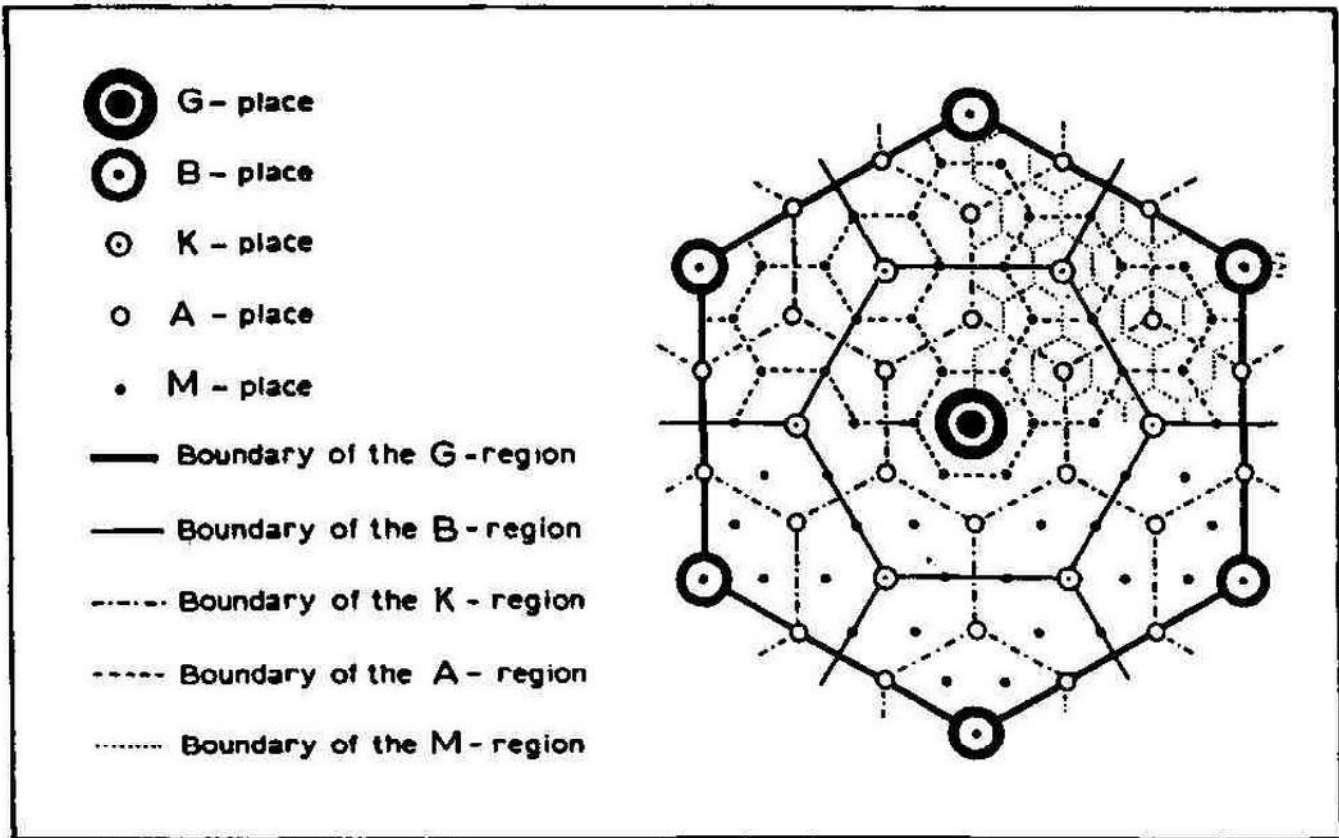 G - place
B - place
K - place
A - place
M - place
Boundary of the G - region
Boundary of the B - region
Boundary of the K - region
Boundary of the A - region
Boundary of the M - region